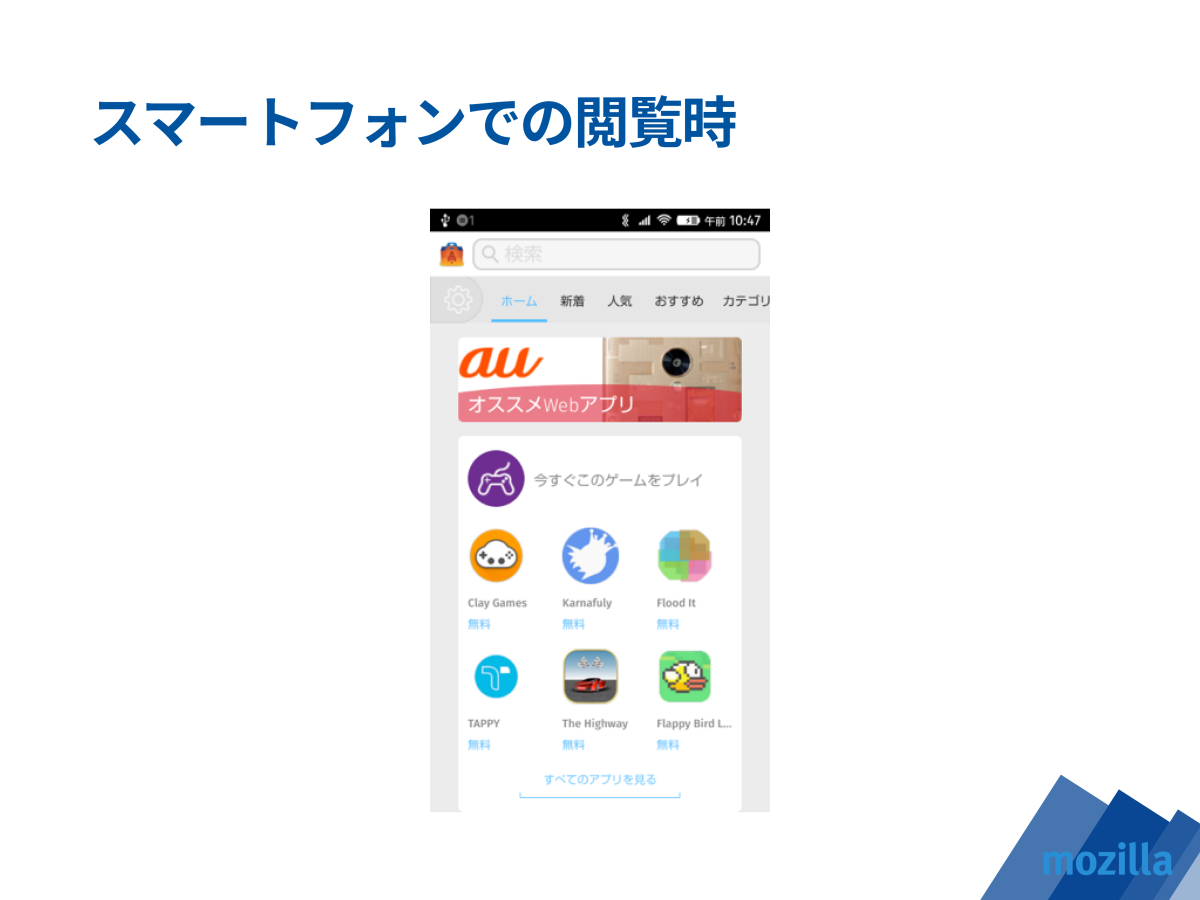 スマートフォンでの閲覧時
1 午前 10:47
検索
ホーム 新着 人気 おすすめ カテゴリ
au
オススメWebアプリ
今すぐこのゲームをプレイ
Clay Games Karnafuly Flood It
無料 無料 無料
TAPPY The Highway Flappy Bird L...
無料 無料 無料
すべてのアプリを見る
mozilla